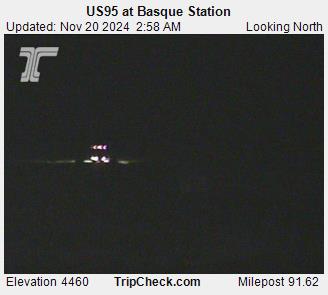 US95 at Basque Station
Updated: Nov 20 2024 2:58 AM Looking North
Elevation 4460 TripCheck.com Milepost 91.62